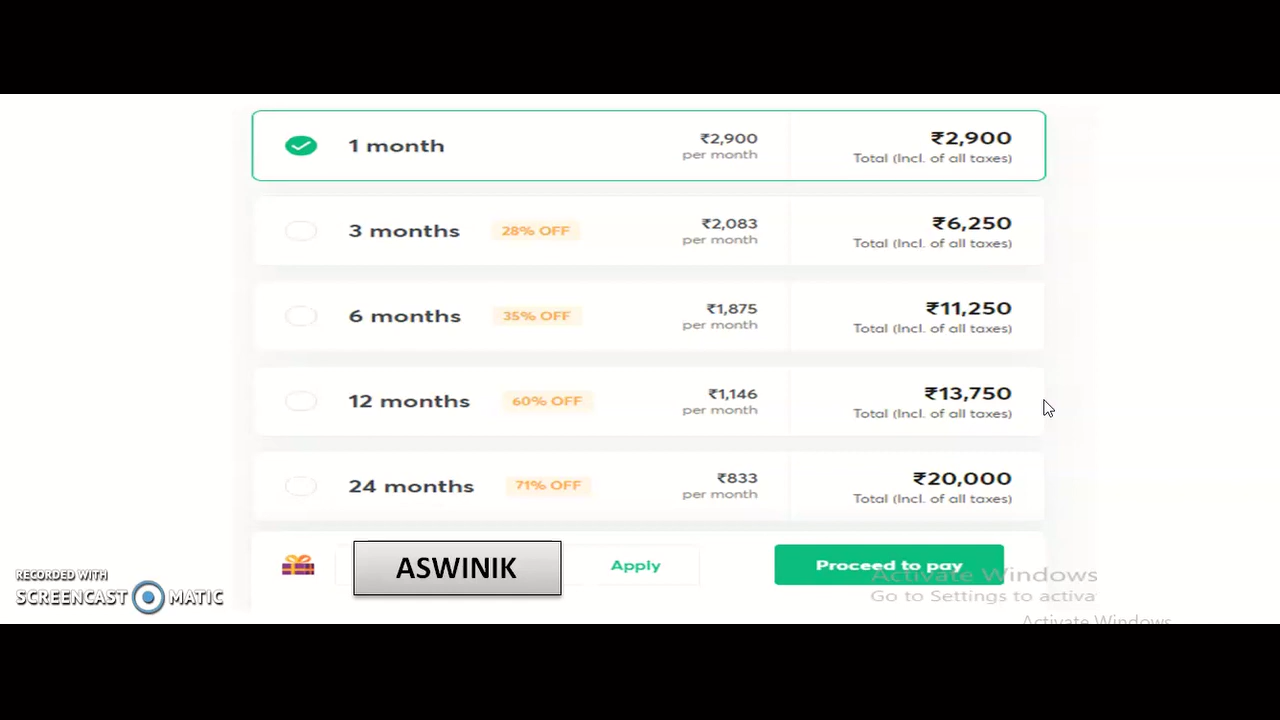 1 month
₹2,900
per month
₹2,900
Total (Incl. of all taxes)
3 months
28% OFF
₹2,083
per month
₹6,250
Total (Incl. of all taxes)
6 months
35% OFF
₹1,875
per month
₹11,250
Total (Incl. of all taxes)
12 months
60% OFF
₹1,146
per month
₹13,750
Total (Incl. of all taxes)
24 months
71% OFF
₹833
per month
₹20,000
Total (Incl. of all taxes)
ASWINIK
Apply
Proceed to pay
Activate Windows
Go to Settings to activa
Activate Windows
RECORDED WITH
SCREENCAST MATIC